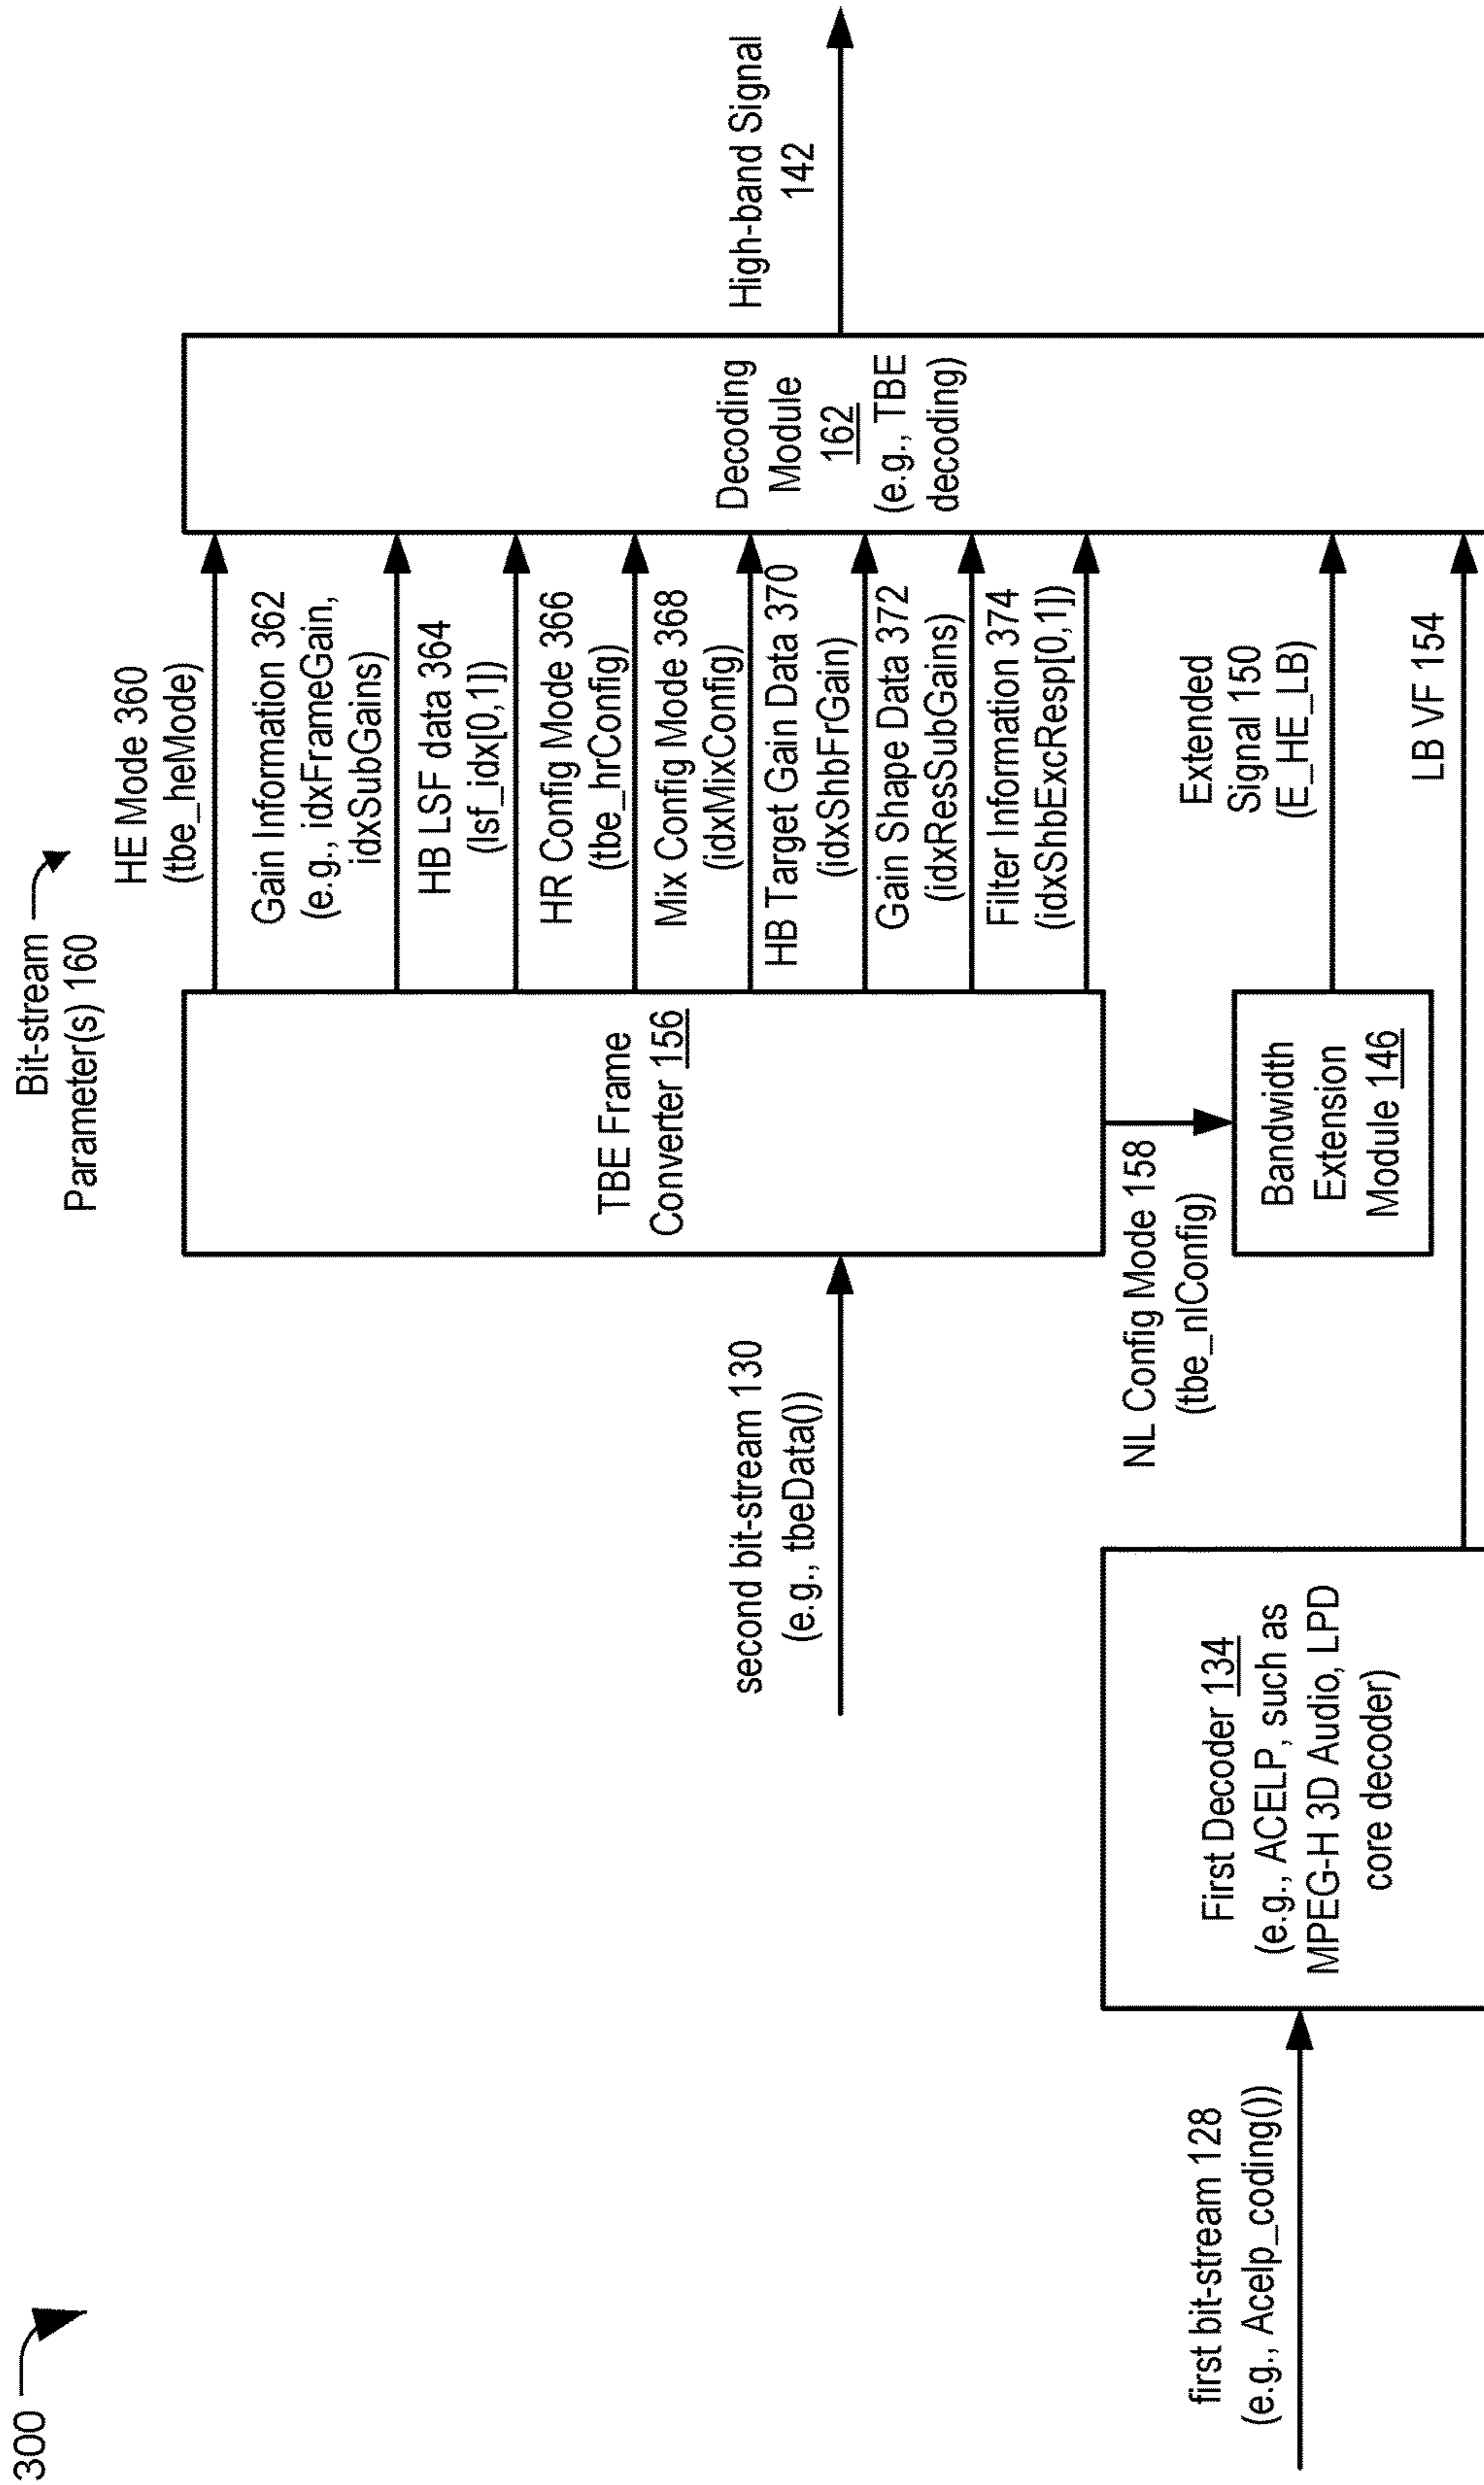 300
Bit-stream
Parameter(s) 160
HE Mode 360
(tbe_heMode)
Gain Information 362
(e.g., idxFrameGain,
idxSubGains)
HB LSF data 364
(lsf_idx[0,1])
HR Config Mode 366
(tbe_hrConfig)
Mix Config Mode 368
(idxMixConfig)
HB Target Gain Data 370
(idxShbFrGain)
Gain Shape Data 372
(idxResSubGains)
Filter Information 374
(idxShbExcResp[0,1])
second bit-stream 130
(e.g., tbeData())
TBE Frame
Converter 156
Decoding
Module
162
(e.g., TBE
decoding)
High-band Signal
142
NL Config Mode 158
(tbe_nlConfig)
Bandwidth
Extension
Module 146
Extended
Signal 150
(E_HE_LB)
first bit-stream 128
(e.g., Acelp_coding())
First Decoder 134
(e.g., ACELP, such as
MPEG-H 3D Audio, LPD
core decoder)
LB VF 154